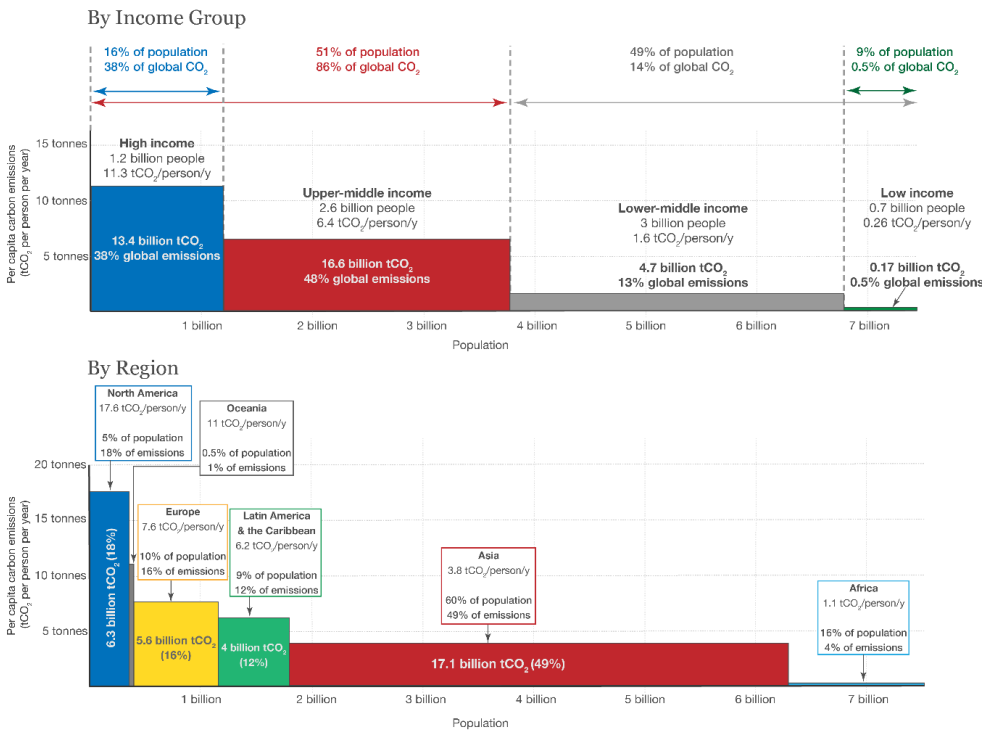 By Income Group
16% of population
38% of global CO₂
51% of population
86% of global CO₂
49% of population
14% of global CO₂
9% of population
0.5% of global CO₂
Per capita carbon emissions
(tCO₂ per person per year)
15 tonnes
10 tonnes
5 tonnes
High income
1.2 billion people
11.3 tCO₂/person/y
13.4 billion tCO₂
38% global emissions
Upper-middle income
2.6 billion people
6.4 tCO₂/person/y
16.6 billion tCO₂
48% global emissions
Lower-middle income
3 billion people
1.6 tCO₂/person/y
4.7 billion tCO₂
13% global emissions
Low income
0.7 billion people
0.26 tCO₂/person/y
0.17 billion tCO₂
0.5% global emissions
1 billion
2 billion
3 billion
4 billion
5 billion
6 billion
7 billion
Population
By Region
Per capita carbon emissions
(tCO₂ per person per year)
20 tonnes
15 tonnes
10 tonnes
5 tonnes
North America
17.6 tCO₂/person/y
5% of population
18% of emissions
6.3 billion tCO₂ (18%)
Oceania
11 tCO₂/person/y
0.5% of population
1% of emissions
Europe
7.6 tCO₂/person/y
10% of population
16% of emissions
5.6 billion tCO₂
(16%)
Latin America
& the Caribbean
6.2 tCO₂/person/y
9% of population
12% of emissions
4 billion tCO₂
(12%)
Asia
3.8 tCO₂/person/y
60% of population
49% of emissions
17.1 billion tCO₂ (49%)
Africa
1.1 tCO₂/person/y
16% of population
4% of emissions
1 billion
2 billion
3 billion
4 billion
5 billion
6 billion
7 billion
Population